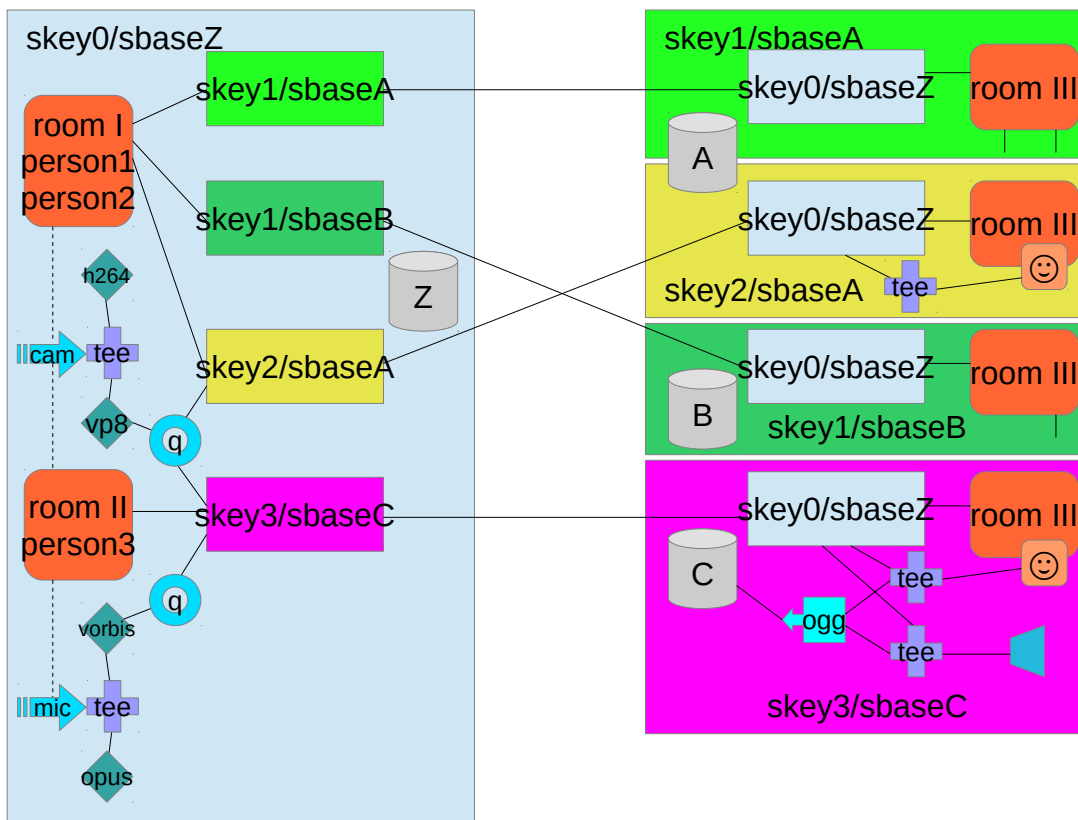 skey0/sbaseZ
skey1/sbaseA
room I
person1
person2
skey1/sbaseB
h264
Z
cam
tee
skey2/sbaseA
vp8
q
room II
person3
skey3/sbaseC
q
vorbis
mic
tee
opus
skey1/sbaseA
skey0/sbaseZ
room III
A
skey0/sbaseZ
room III
tee
skey2/sbaseA
skey0/sbaseZ
room III
B
skey1/sbaseB
skey0/sbaseZ
room III
C
tee
ogg
tee
skey3/sbaseC